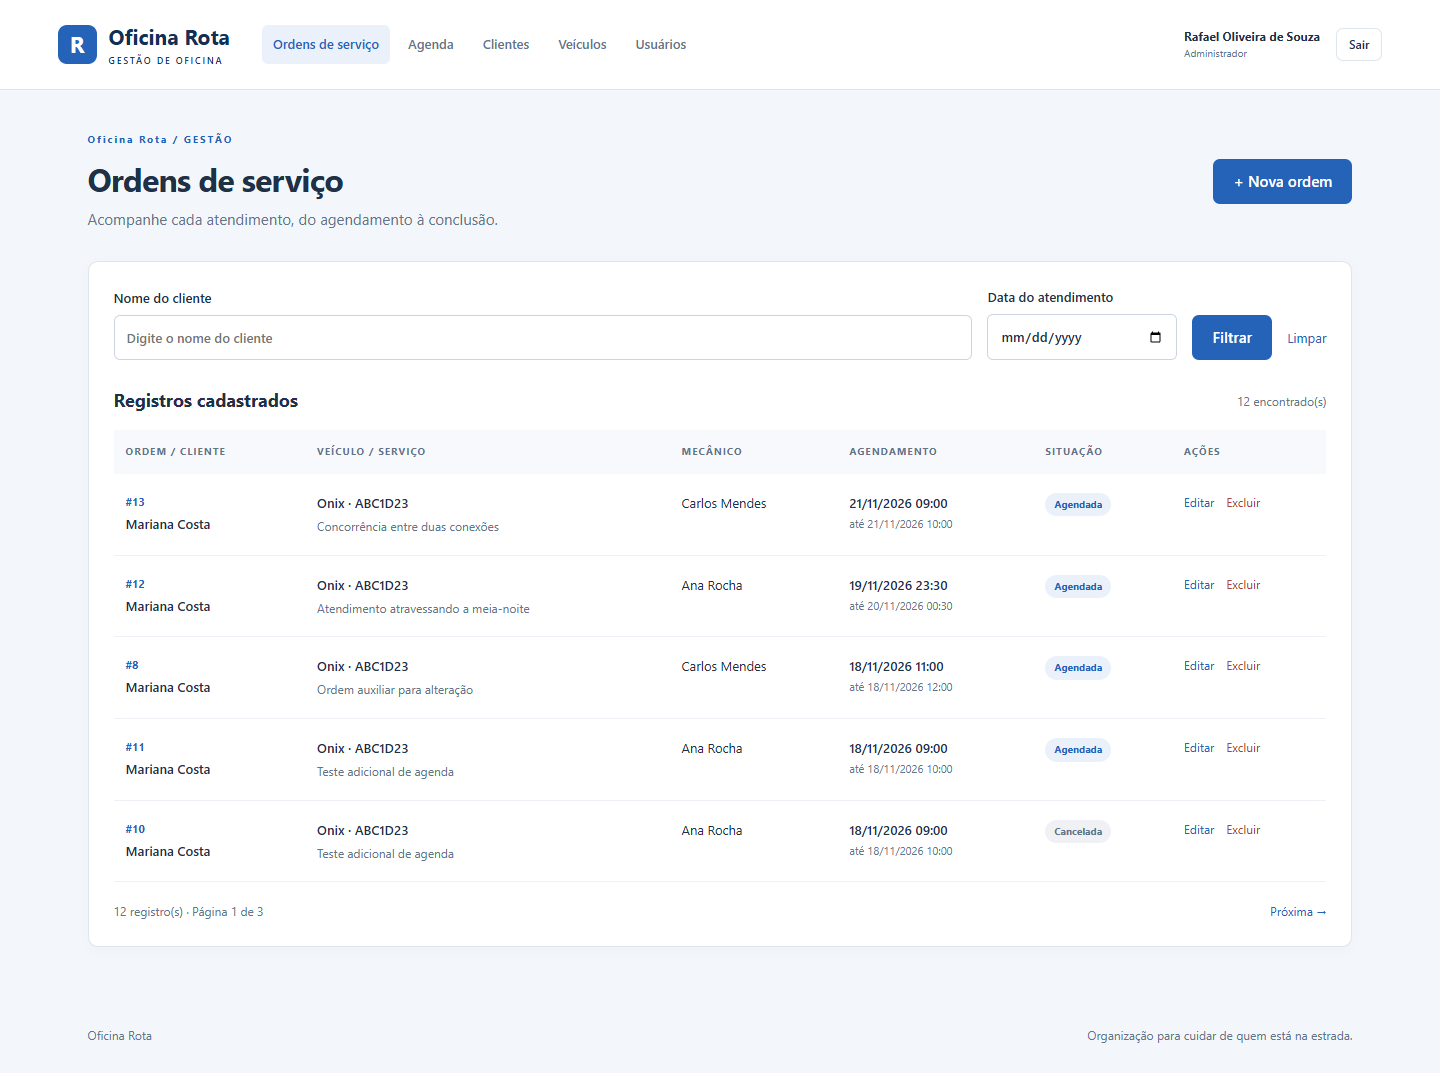 R
Oficina Rota
GESTÃO DE OFICINA
Ordens de serviço
Agenda
Clientes
Veículos
Usuários
Rafael Oliveira de Souza
Administrador
Sair
Oficina Rota / GESTÃO
Ordens de serviço
+ Nova ordem
Acompanhe cada atendimento, do agendamento à conclusão.
Nome do cliente
Data do atendimento
Digite o nome do cliente
mm/dd/yyyy
Filtrar
Limpar
Registros cadastrados
12 encontrado(s)
ORDEM / CLIENTE
VEÍCULO / SERVIÇO
MECÂNICO
AGENDAMENTO
SITUAÇÃO
AÇÕES
#13
Mariana Costa
Onix · ABC1D23
Concorrência entre duas conexões
Carlos Mendes
21/11/2026 09:00
até 21/11/2026 10:00
Agendada
Editar
Excluir
#12
Mariana Costa
Onix · ABC1D23
Atendimento atravessando a meia-noite
Ana Rocha
19/11/2026 23:30
até 20/11/2026 00:30
Agendada
Editar
Excluir
#8
Mariana Costa
Onix · ABC1D23
Ordem auxiliar para alteração
Carlos Mendes
18/11/2026 11:00
até 18/11/2026 12:00
Agendada
Editar
Excluir
#11
Mariana Costa
Onix · ABC1D23
Teste adicional de agenda
Ana Rocha
18/11/2026 09:00
até 18/11/2026 10:00
Agendada
Editar
Excluir
#10
Mariana Costa
Onix · ABC1D23
Teste adicional de agenda
Ana Rocha
18/11/2026 09:00
até 18/11/2026 10:00
Cancelada
Editar
Excluir
12 registro(s) · Página 1 de 3
Próxima →
Oficina Rota
Organização para cuidar de quem está na estrada.